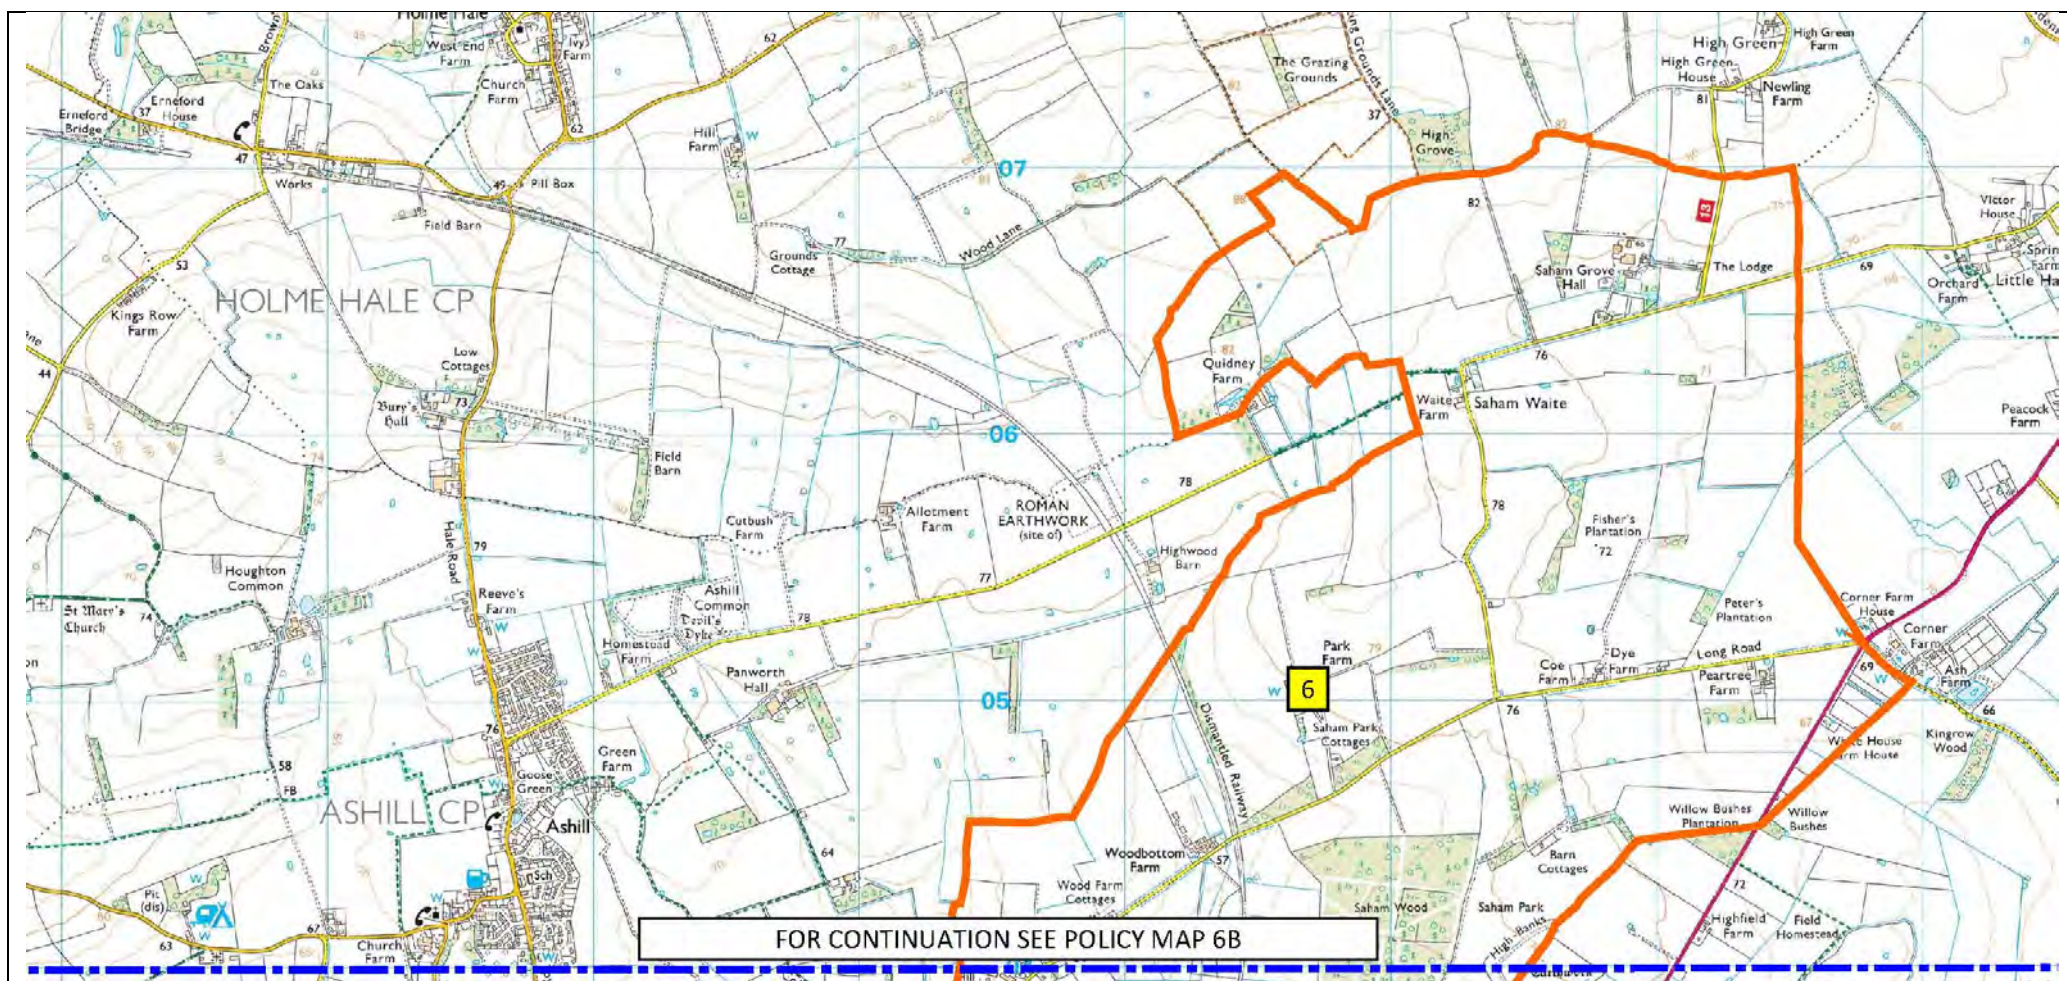 Holme Hale
West End
Farm
Ivy
Farm
62
Church
Farm
The Oaks
Erneford
House
Erneford
Bridge
37
47
Works
62
49
Pill Box
Field Barn
Hill
Farm
W
07
The Grazing
Grounds
37
High
Grove
82
High Green
High Green
Farm
High Green
House
Newling
Farm
81
82
13
Victor
House
Orchard
Farm
69
Saham Grove
Hall
The Lodge
Wood Lane
Grounds
Cottage
77
88
53
HOLME HALE CP
Kings Row
Farm
44
Low
Cottages
73
Bury's
Hall
Field
Barn
Quidney
Farm
82
76
Waite
Farm
Saham Waite
Peacock
Farm
06
78
78
ROMAN
EARTHWORK
(site of)
Allotment
Farm
Cutbush
Farm
Hale Road
79
Houghton
Common
St Mary's
Church
74
Reeve's
Farm
W
W
Ashill
Common
Devil's
Dyke
77
78
Highwood
Barn
Homestead
Farm
Panworth
Hall
Fisher's
Plantation
72
Peter's
Plantation
Corner Farm
House
W
Corner
Farm
Long Road
69
W
Ash
Farm
66
Kingrow
Wood
Coe
Farm
Dye
Farm
Peartree
Farm
Park
Farm
79
W
6
05
76
Saham Park
Cottages
Dismantled Railway
White House
Farm House
76
58
FB
Goose
Green
Green
Farm
W
ASHILL CP
Ashill
64
Willow Bushes
Plantation
Willow
Bushes
Barn
Cottages
Woodbottom
Farm
57
Wood Farm
Cottages
72
Pit
(dis)
W
W
Sch
W
63
67
Church
Farm
W
Saham Wood
Saham Park
High-Banks
Highfield
Farm
Field
Homestead
FOR CONTINUATION SEE POLICY MAP 6B